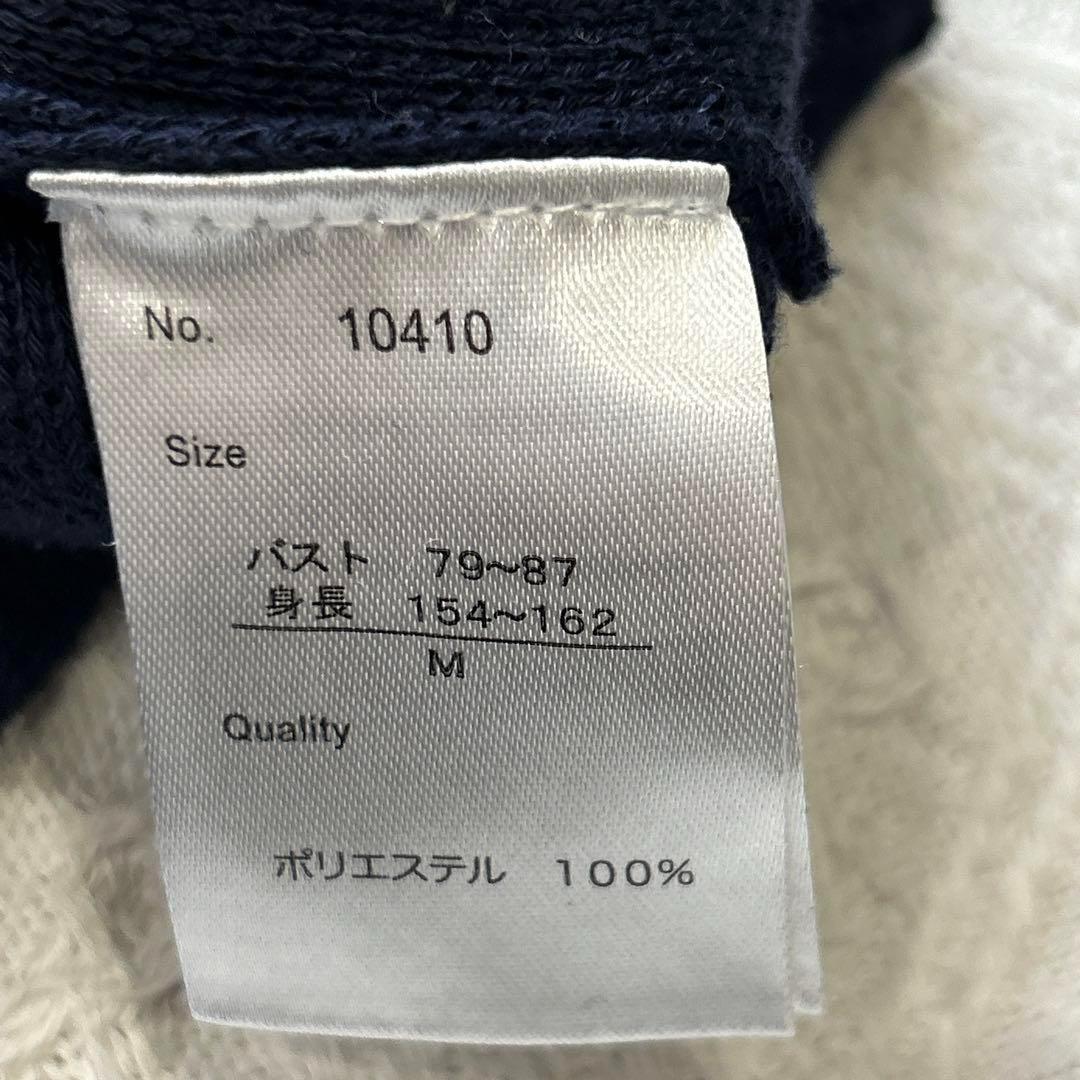 No. 10410
Size
バスト 79~87
身長 154~162
M
Quality
ポリエステル 100%